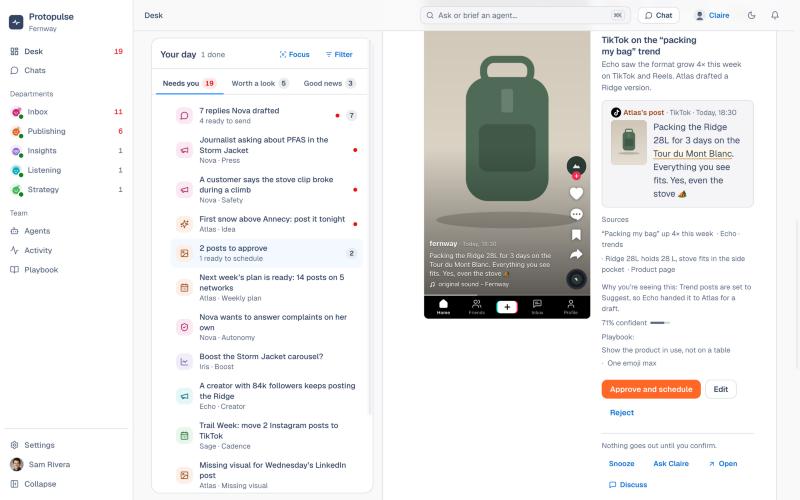 Protopulse
Fernway
Desk 19
Chats
Departments
Inbox 11
Publishing 6
Insights 1
Listening 1
Strategy 1
Team
Agents
Activity
Playbook
Settings
Sam Rivera
Collapse
Desk
Ask or brief an agent...
⌘K
Chat
Claire
Your day 1 done
Focus
Filter
Needs you 19
Worth a look 5
Good news 3
7 replies Nova drafted
4 ready to send
7
Journalist asking about PFAS in the
Storm Jacket
Nova · Press
A customer says the stove clip broke
during a climb
Nova · Safety
First snow above Annecy: post it tonight
Atlas · Idea
2 posts to approve
1 ready to schedule
2
Next week's plan is ready: 14 posts on 5
networks
Atlas · Weekly plan
Nova wants to answer complaints on her
own
Nova · Autonomy
Boost the Storm Jacket carousel?
Iris · Boost
A creator with 84k followers keeps posting
the Ridge
Echo · Creator
Trail Week: move 2 Instagram posts to
TikTok
Sage · Cadence
Missing visual for Wednesday's LinkedIn
post
Atlas · Missing visual
fernway · Today, 18:30
Packing the Ridge 28L for 3 days on the
Tour du Mont Blanc. Everything you see
fits. Yes, even the stove 🏕️
original sound – Fernway
Home
Friends
Inbox
Profile
TikTok on the “packing
my bag” trend
Echo saw the format grow 4× this week
on TikTok and Reels. Atlas drafted a
Ridge version.
Atlas's post · TikTok · Today, 18:30
Packing the Ridge
28L for 3 days on the
Tour du Mont Blanc.
Everything you see
fits. Yes, even the
stove 🏕️
Sources
“Packing my bag” up 4× this week · Echo ·
trends
· Ridge 28L holds 28 L, stove fits in the side
pocket · Product page
Why you're seeing this: Trend posts are set to
Suggest, so Echo handed it to Atlas for a
draft.
71% confident
Playbook:
Show the product in use, not on a table
· One emoji max
Approve and schedule
Edit
Reject
Nothing goes out until you confirm.
Snooze
Ask Claire
Open
Discuss